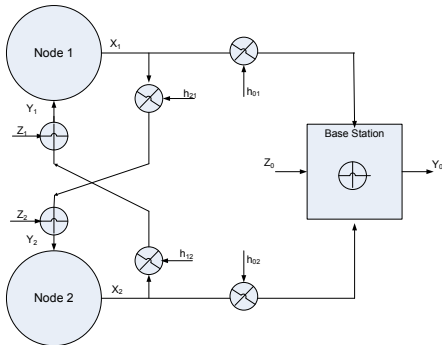 Node 1
X1
Y1
Z1
h21
h01
Base Station
Z0
Y0
Z2
Y2
h12
h02
Node 2
X2